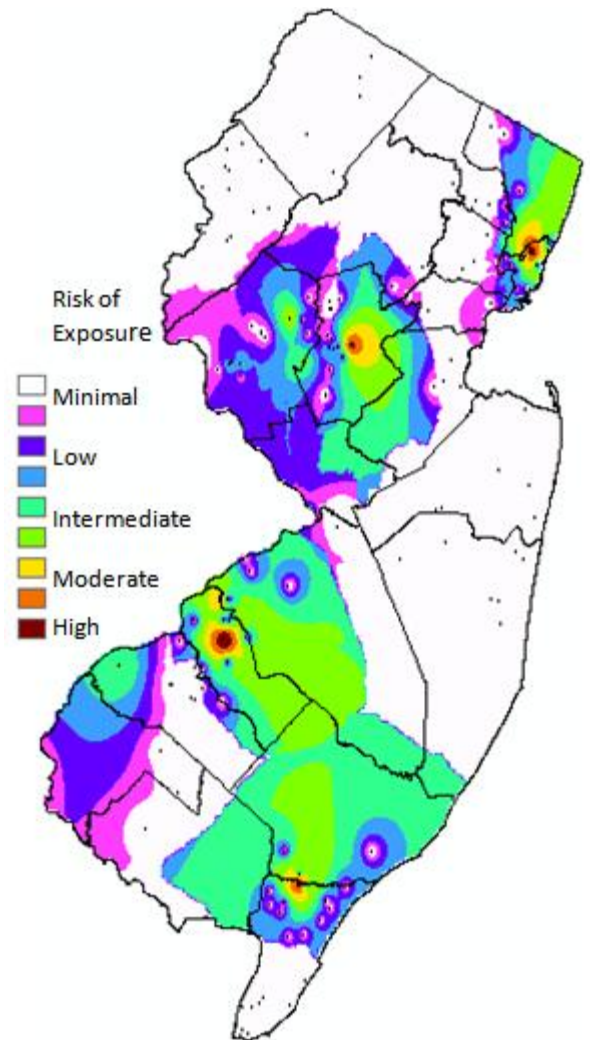 Risk of
Exposure
Minimal
Low
Intermediate
Moderate
High